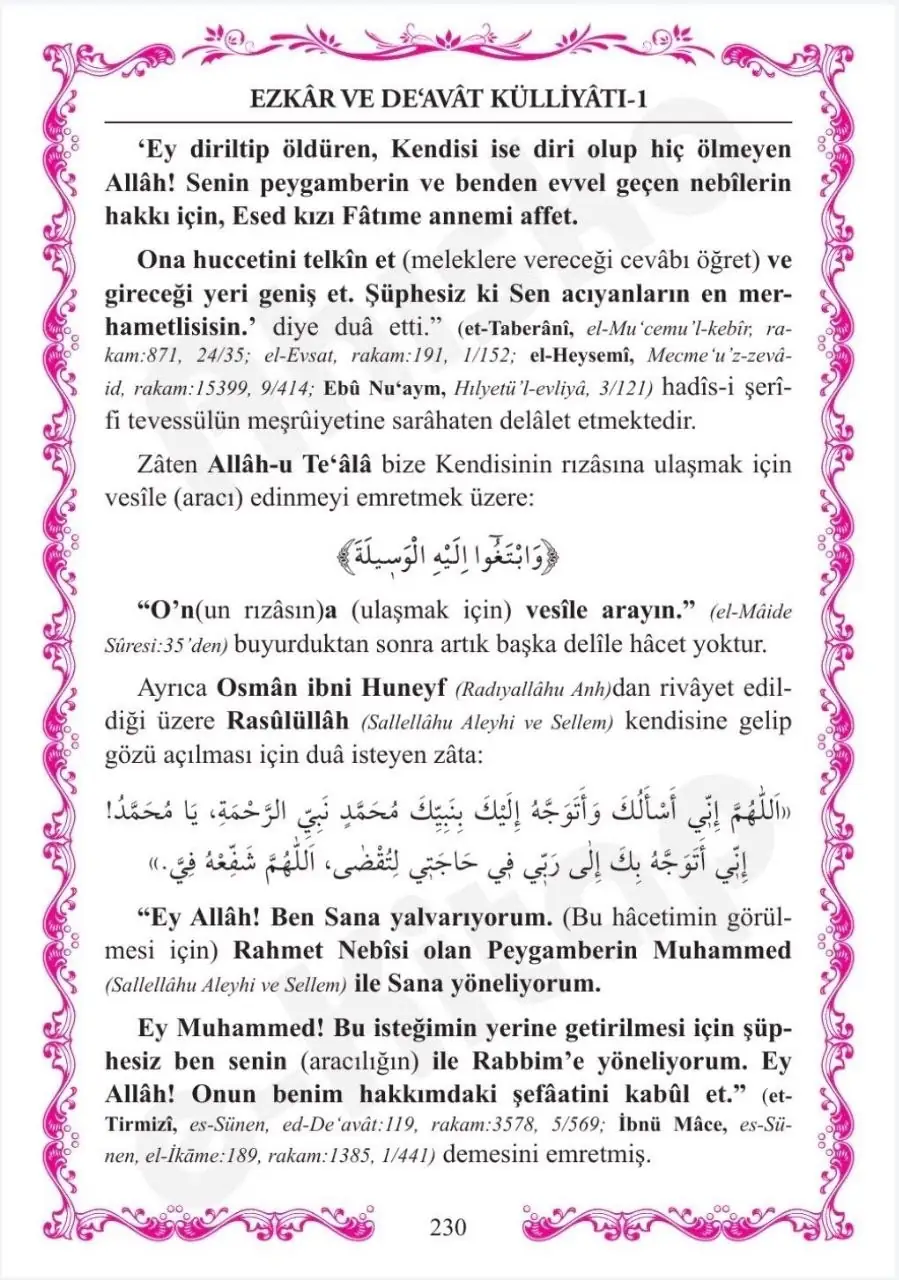 EZKÂR VE DE‘AVÂT KÜLLİYÂTI-1
‘Ey diriltip öldüren, Kendisi ise diri olup hiç ölmeyen
Allâh! Senin peygamberin ve benden evvel geçen nebîlerin
hakkı için, Esed kızı Fâtıme annemi affet.
Ona huccetini telkîn et (meleklere vereceği cevâbı öğret) ve
gireceği yeri geniş et. Şüphesiz ki Sen acıyanların en mer-
hametlisisin.’ diye duâ etti.” (et-Taberânî, el-Mu‘cemu’l-kebîr, ra-
kam:871, 24/35; el-Evsat, rakam:191, 1/152; el-Heysemî, Mecme‘u’z-zevâ-
id, rakam:15399, 9/414; Ebû Nu‘aym, Hılyetü’l-evliyâ, 3/121) hadîs-i şerî-
fi tevessülün meşrûiyetine sarâhaten delâlet etmektedir.
Zâten Allâh-u Te‘âlâ bize Kendisinin rızâsına ulaşmak için
vesîle (aracı) edinmeyi emretmek üzere:
﴿وَابْتَغُٓوا اِلَيْهِ الْوَسٖيلَةَ﴾
“O’n(un rızâsın)a (ulaşmak için) vesîle arayın.” (el-Mâide
Sûresi:35’den) buyurduktan sonra artık başka delîle hâcet yoktur.
Ayrıca Osmân ibni Huneyf (Radıyallâhu Anh)dan rivâyet edil-
diği üzere Rasûlüllâh (Sallellâhu Aleyhi ve Sellem) kendisine gelip
gözü açılması için duâ isteyen zâta:
«اَللّٰهُمَّ إِنّٖي أَسْأَلُكَ وَأَتَوَجَّهُ إِلَيْكَ بِنَبِيِّكَ مُحَمَّدٍ نَبِيِّ الرَّحْمَةِ، يَا مُحَمَّدُ!
إِنّٖي أَتَوَجَّهُ بِكَ إِلٰى رَبّٖي فٖي حَاجَتٖي لِتُقْضٰى، اَللّٰهُمَّ شَفِّعْهُ فِيَّ.»
“Ey Allâh! Ben Sana yalvarıyorum. (Bu hâcetimin görül-
mesi için) Rahmet Nebîsi olan Peygamberin Muhammed
(Sallellâhu Aleyhi ve Sellem) ile Sana yöneliyorum.
Ey Muhammed! Bu isteğimin yerine getirilmesi için şüp-
hesiz ben senin (aracılığın) ile Rabbim’e yöneliyorum. Ey
Allâh! Onun benim hakkımdaki şefâatini kabûl et.” (et-
Tirmizî, es-Sünen, ed-De‘avât:119, rakam:3578, 5/569; İbnü Mâce, es-Sü-
nen, el-İkāme:189, rakam:1385, 1/441) demesini emretmiş.
230